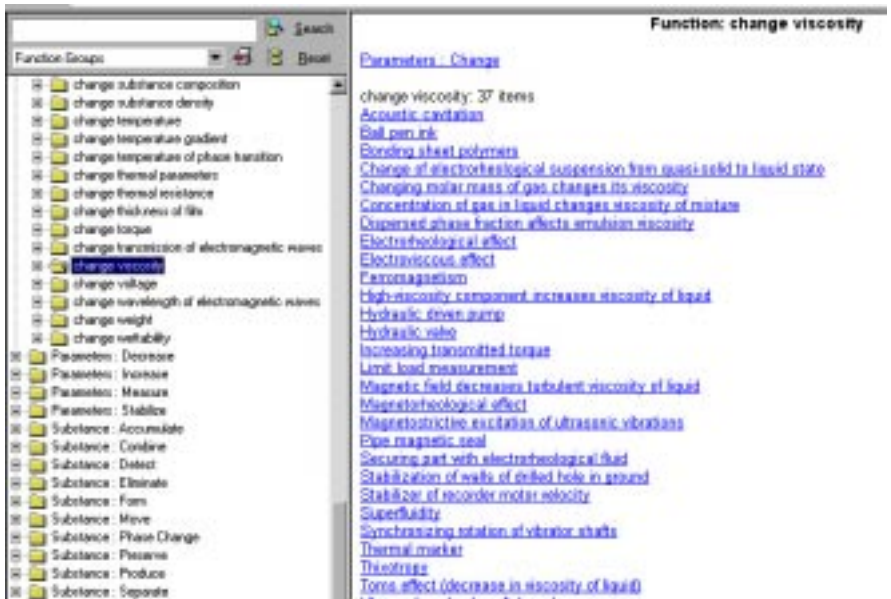 Search
Function Groups
Reset
change substance composition
change substance density
change temperature
change temperature gradient
change temperature of phase transition
change thermal parameters
change thermal resistance
change thickness of film
change torque
change transmission of electromagnetic waves
change viscosity
change voltage
change wavelength of electromagnetic waves
change weight
change wettability
Parameters : Decrease
Parameters : Increase
Parameters : Measure
Parameters : Stabilize
Substance : Accumulate
Substance : Combine
Substance : Detect
Substance : Eliminate
Substance : Form
Substance : Move
Substance : Phase Change
Substance : Preserve
Substance : Produce
Substance : Separate
Function: change viscosity
Parameters : Change
change viscosity: 37 items
Acoustic cavitation
Ball pen ink
Bonding sheet polymers
Change of electrorheological suspension from quasi-solid to liquid state
Changing molar mass of gas changes its viscosity
Concentration of gas in liquid changes viscosity of mixture
Dispersed phase fraction affects emulsion viscosity
Electrorheological effect
Electroviscous effect
Ferromagnetism
High-viscosity component increases viscosity of liquid
Hydraulic driven pump
Hydraulic valve
Increasing transmitted torque
Limit load measurement
Magnetic field decreases turbulent viscosity of liquid
Magnetorheological effect
Magnetostrictive excitation of ultrasonic vibrations
Pipe magnetic seal
Securing part with electrorheological fluid
Stabilization of walls of drilled hole in ground
Stabilizer of recorder motor velocity
Superfluidity
Synchronizing rotation of vibrator shafts
Thermal marker
Thixotropy
Toms effect (decrease in viscosity of liquid)